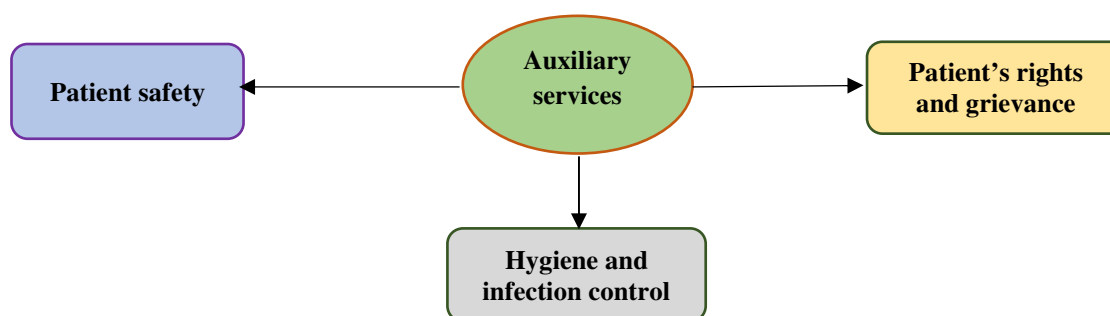 Auxiliary
services
Patient safety
Patient’s rights
and grievance
Hygiene and
infection control